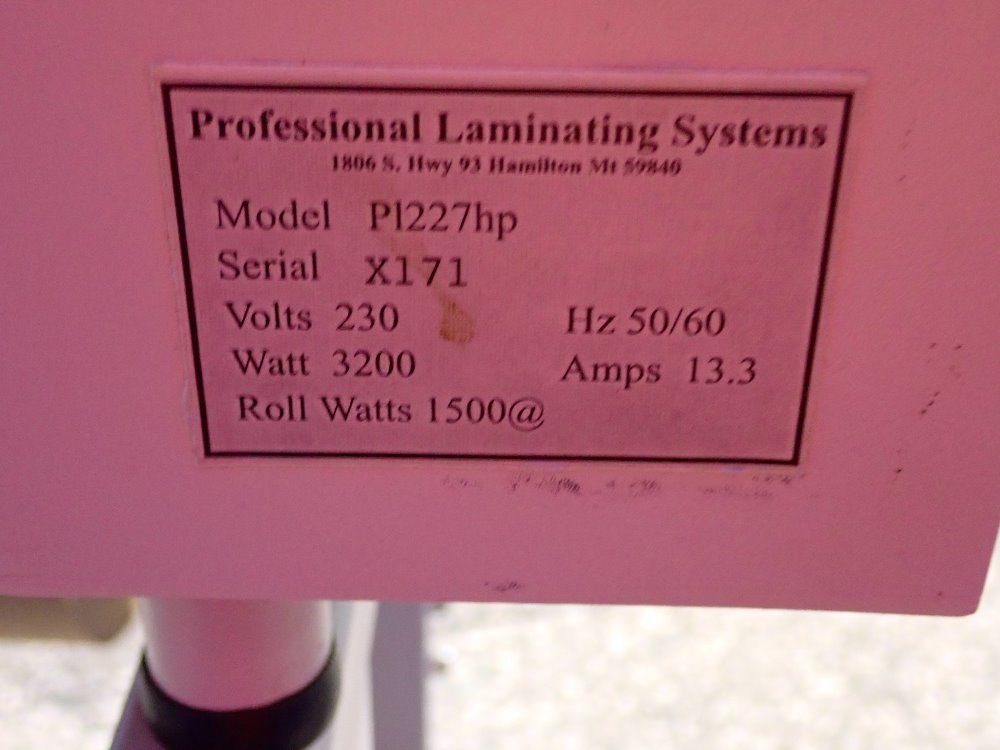 Professional Laminating Systems
1806 S. Hwy 93 Hamilton Mt 59840
Model Pl227hp
Serial X171
Volts 230 Hz 50/60
Watt 3200 Amps 13.3
Roll Watts 1500@